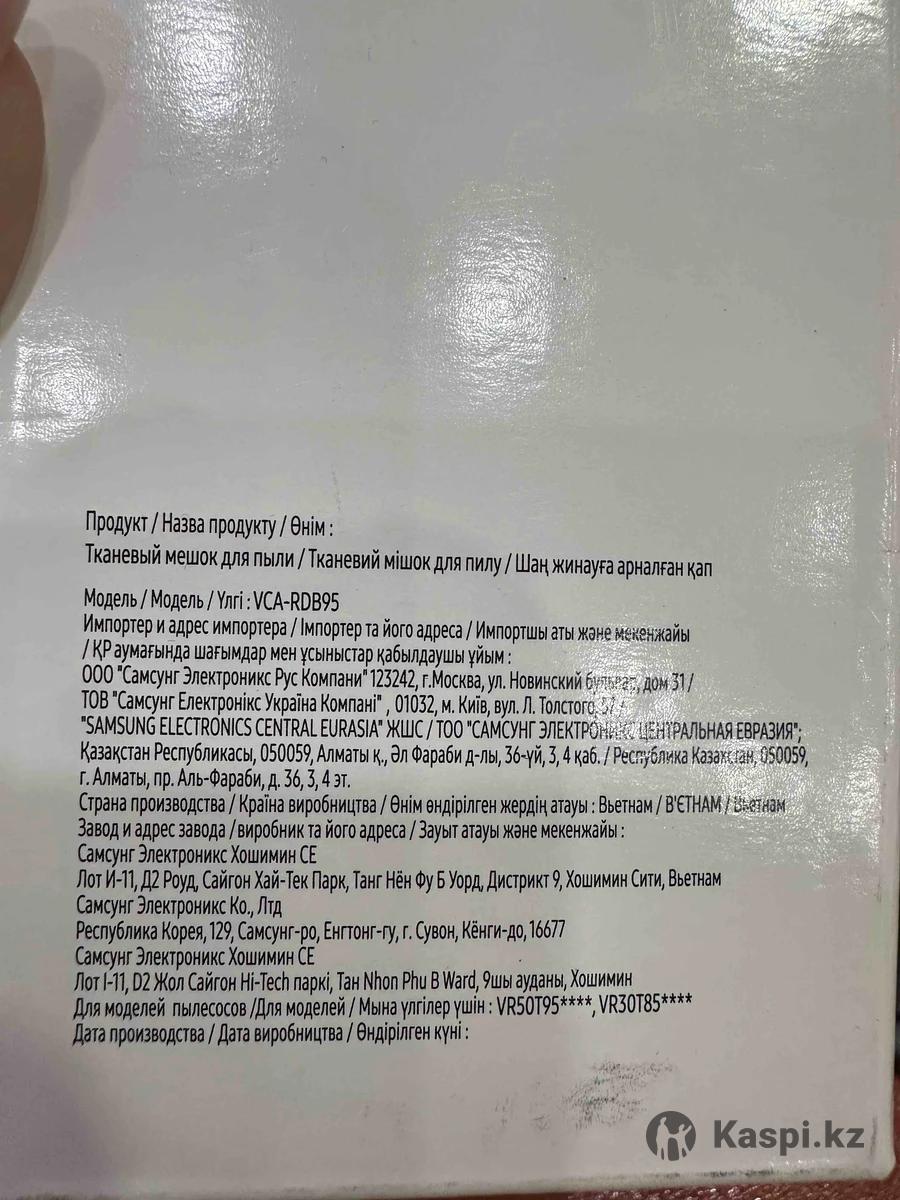 Продукт / Назва продукту / Өнім :
Тканевый мешок для пыли / Тканевий мішок для пилу / Шаң жинауға арналған қап
Модель / Модель / Үлгі : VCA-RDB95
Импортер и адрес импортера / Імпортер та його адреса / Импортшы аты және мекенжайы
/ ҚР аумағында шағымдар мен ұсыныстар қабылдаушы ұйым :
ООО "Самсунг Электроникс Рус Компани" 123242, г.Москва, ул. Новинский бульвар, дом 31 /
ТОВ "Самсунг Електронікс Україна Компані" , 01032, м. Київ, вул. Л. Толстого,
"SAMSUNG ELECTRONICS CENTRAL EURASIA" ЖШС / ТОО "САМСУНГ ЭЛЕКТРОНИКС ЦЕНТРАЛЬНАЯ ЕВРАЗИЯ";
Қазақстан Республикасы, 050059, Алматы қ., Әл Фараби д-лы, 36-үй, 3, 4 қаб. / Республика Казахстан, 050059,
г. Алматы, пр. Аль-Фараби, д. 36, 3, 4 эт.
Страна производства / Країна виробництва / Өнім өндірілген жердің атауы : Вьетнам / В'ЄТНАМ / Вьетнам
Завод и адрес завода /виробник та його адреса / Зауыт атауы және мекенжайы :
Самсунг Электроникс Хошимин СЕ
Лот И-11, Д2 Роуд, Сайгон Хай-Тек Парк, Танг Нён Фу Б Уорд, Дистрикт 9, Хошимин Сити, Вьетнам
Самсунг Электроникс Ко., Лтд
Республика Корея, 129, Самсунг-ро, Енгтонг-гу, г. Сувон, Кёнги-до, 16677
Самсунг Электроникс Хошимин СЕ
Лот I-11, D2 Жол Сайгон Hi-Tech паркі, Тан Nhon Phu B Ward, 9шы ауданы, Хошимин
Для моделей пылесосов /Для моделей / Мына үлгілер үшін : VR50T95****, VR30T85****
Дата производства / Дата виробництва / Өндірілген күні :
Kaspi.kz